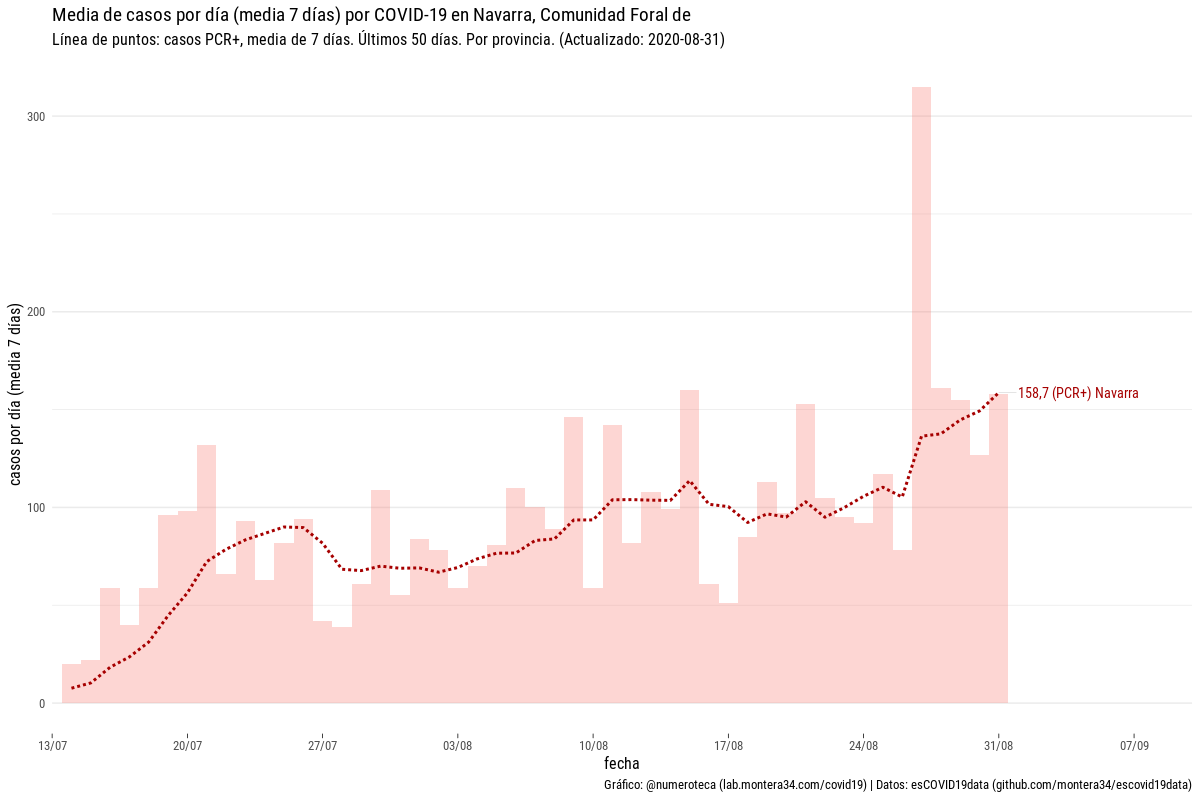 Media de casos por día (media 7 días) por COVID-19 en Navarra, Comunidad Foral de
Línea de puntos: casos PCR+, media de 7 días. Últimos 50 días. Por provincia. (Actualizado: 2020-08-31)
casos por día (media 7 días)
300
200
100
0
158,7 (PCR+) Navarra
13/07
20/07
27/07
03/08
10/08
17/08
24/08
31/08
07/09
fecha
Gráfico: @numeroteca (lab.montera34.com/covid19) | Datos: esCOVID19data (github.com/montera34/escovid19data)